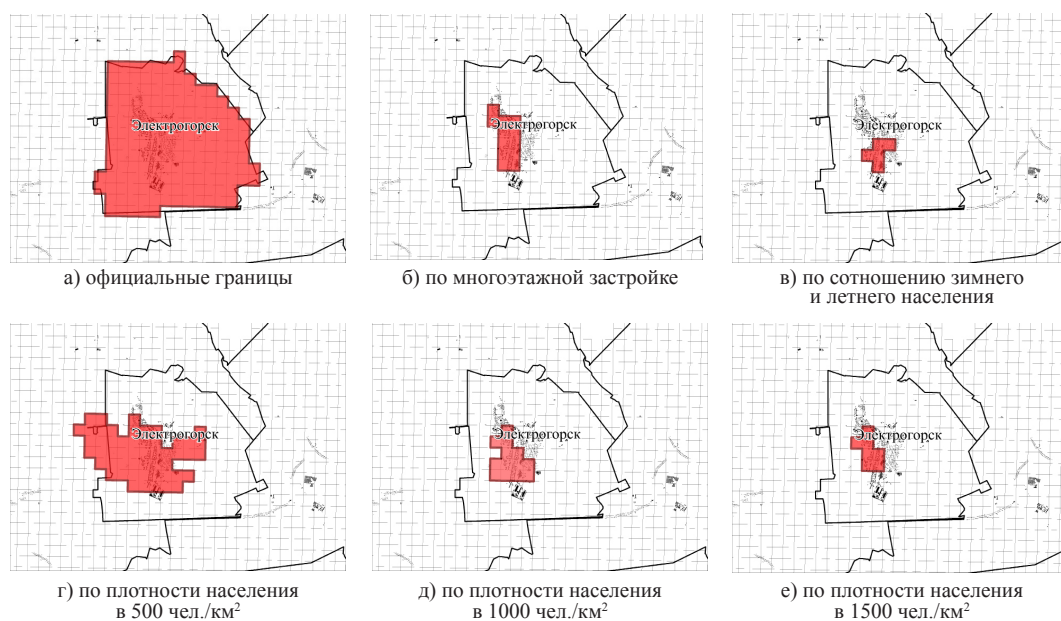 Электрогорск
Электрогорск
Электрогорск
а) официальные границы
б) по многоэтажной застройке
в) по сотношению зимнего
и летнего населения
Электрогорск
Электрогорск
Электрогорск
г) по плотности населения
в 500 чел./км²
д) по плотности населения
в 1000 чел./км²
е) по плотности населения
в 1500 чел./км²